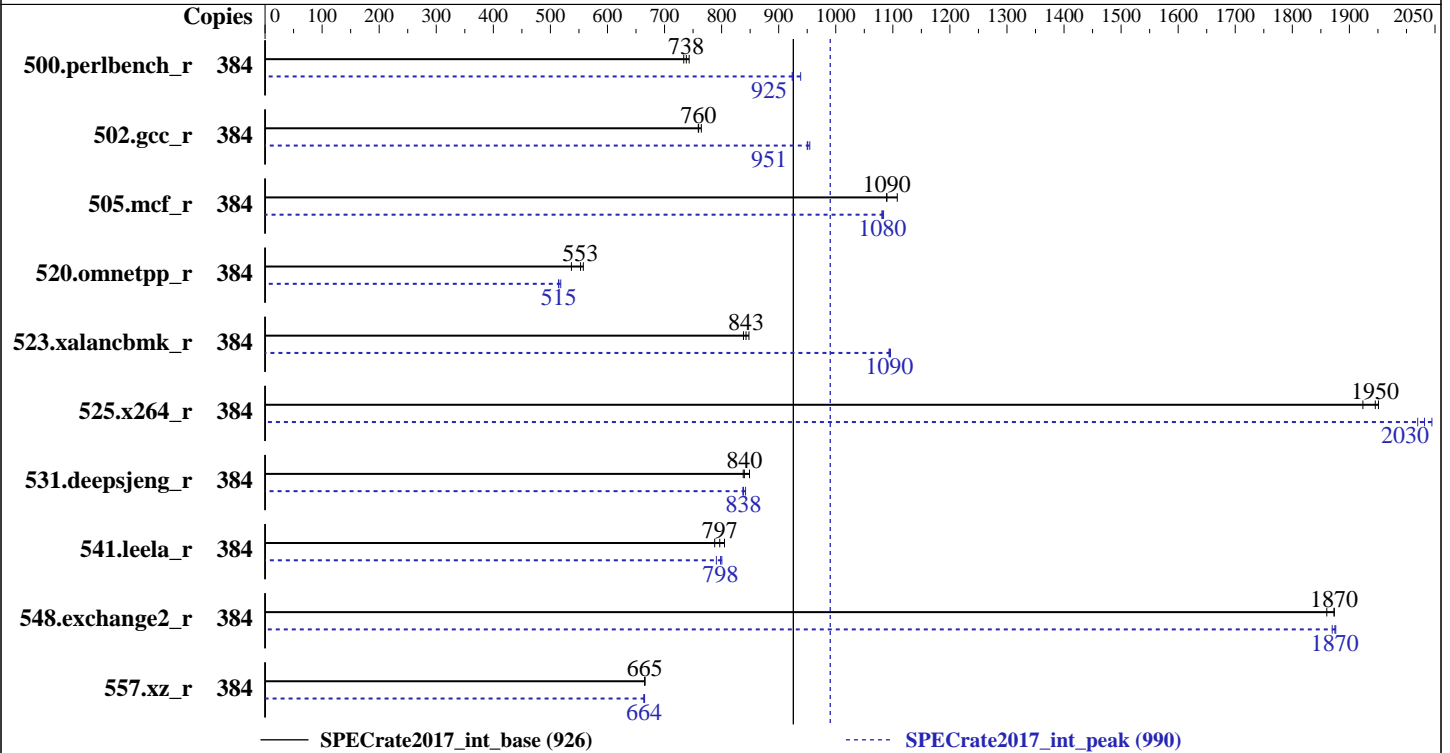 Copies 0 100 200 300 400 500 600 700 800 900 1000 1100 1200 1300 1400 1500 1600 1700 1800 1900 2050
738
500.perlbench_r 384
925
760
502.gcc_r 384
951
1090
505.mcf_r 384
1080
553
520.omnetpp_r 384
515
843
523.xalancbmk_r 384
1090
1950
525.x264_r 384
2030
840
531.deepsjeng_r 384
838
797
541.leela_r 384
798
1870
548.exchange2_r 384
1870
665
557.xz_r 384
664
SPECrate2017_int_base (926) SPECrate2017_int_peak (990)